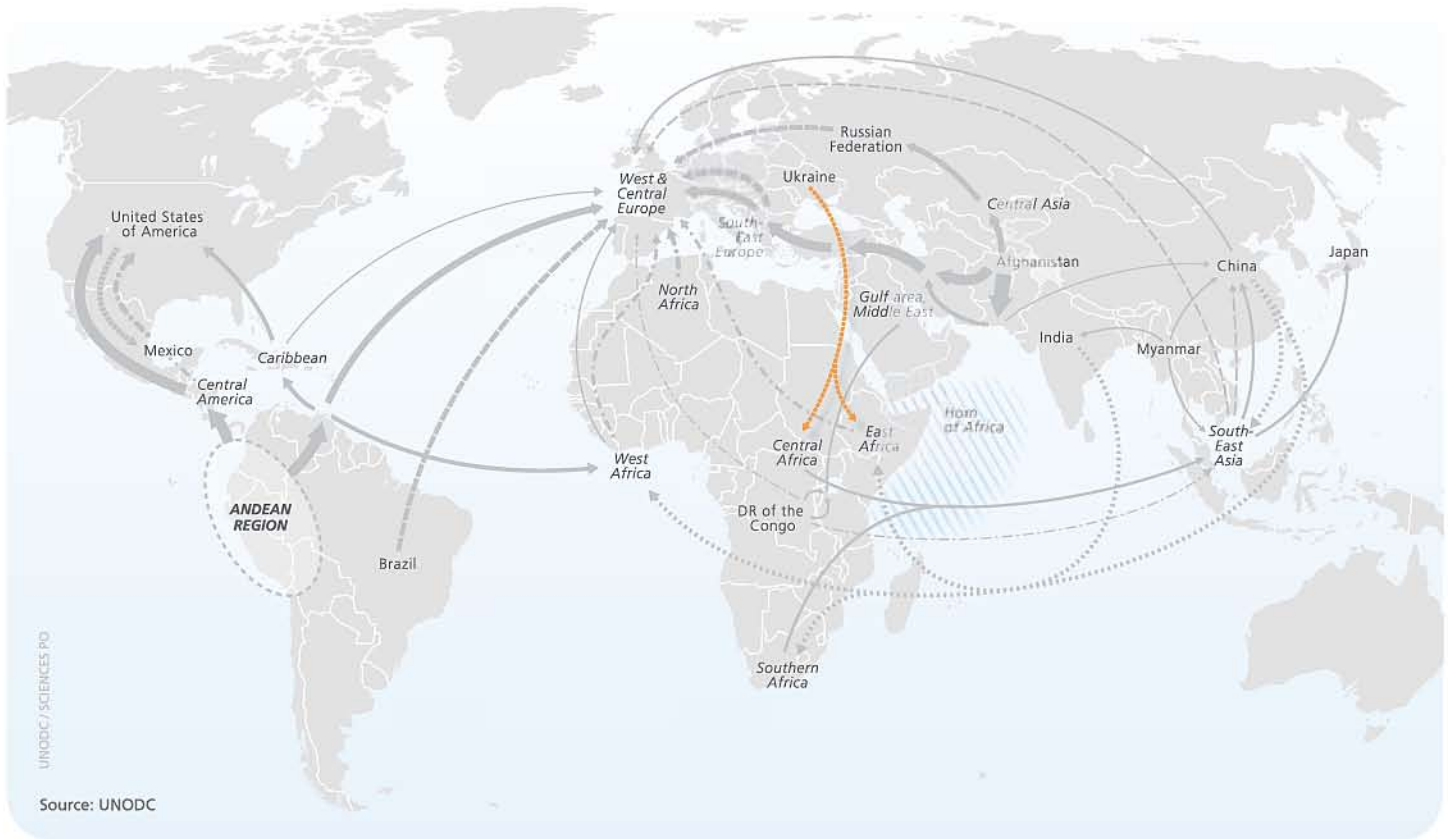 Russian
Federation
West &
Central
Europe
Ukraine
Central Asia
United States
of America
South-
East
Europe
Afghanistan
China
Japan
North
Africa
Gulf area,
Middle East
India
Myanmar
Mexico
Caribbean
Central
America
Horn
of Africa
East
Africa
Central
Africa
South-
East
Asia
West
Africa
ANDEAN
REGION
DR of the
Congo
Brazil
Southern
Africa
UNODC / SCIENCES PO
Source: UNODC